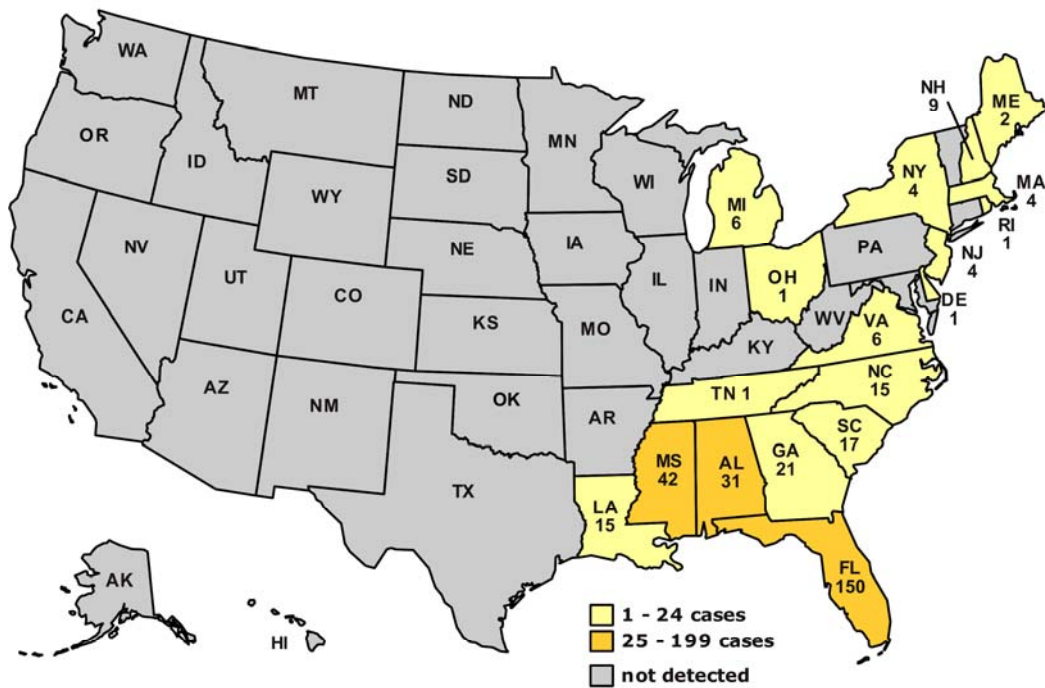 WA
MT
ND
MN
OR
ID
WY
SD
WI
MI
6
NH
9
ME
2
NY
4
MA
4
RI
1
NJ
4
PA
DE
1
NV
UT
CO
NE
IA
IL
IN
OH
1
WV
VA
6
CA
KS
MO
KY
NC
15
AZ
NM
OK
AR
TN 1
SC
17
GA
21
MS
42
AL
31
TX
LA
15
FL
150
AK
HI
1 - 24 cases
25 - 199 cases
not detected